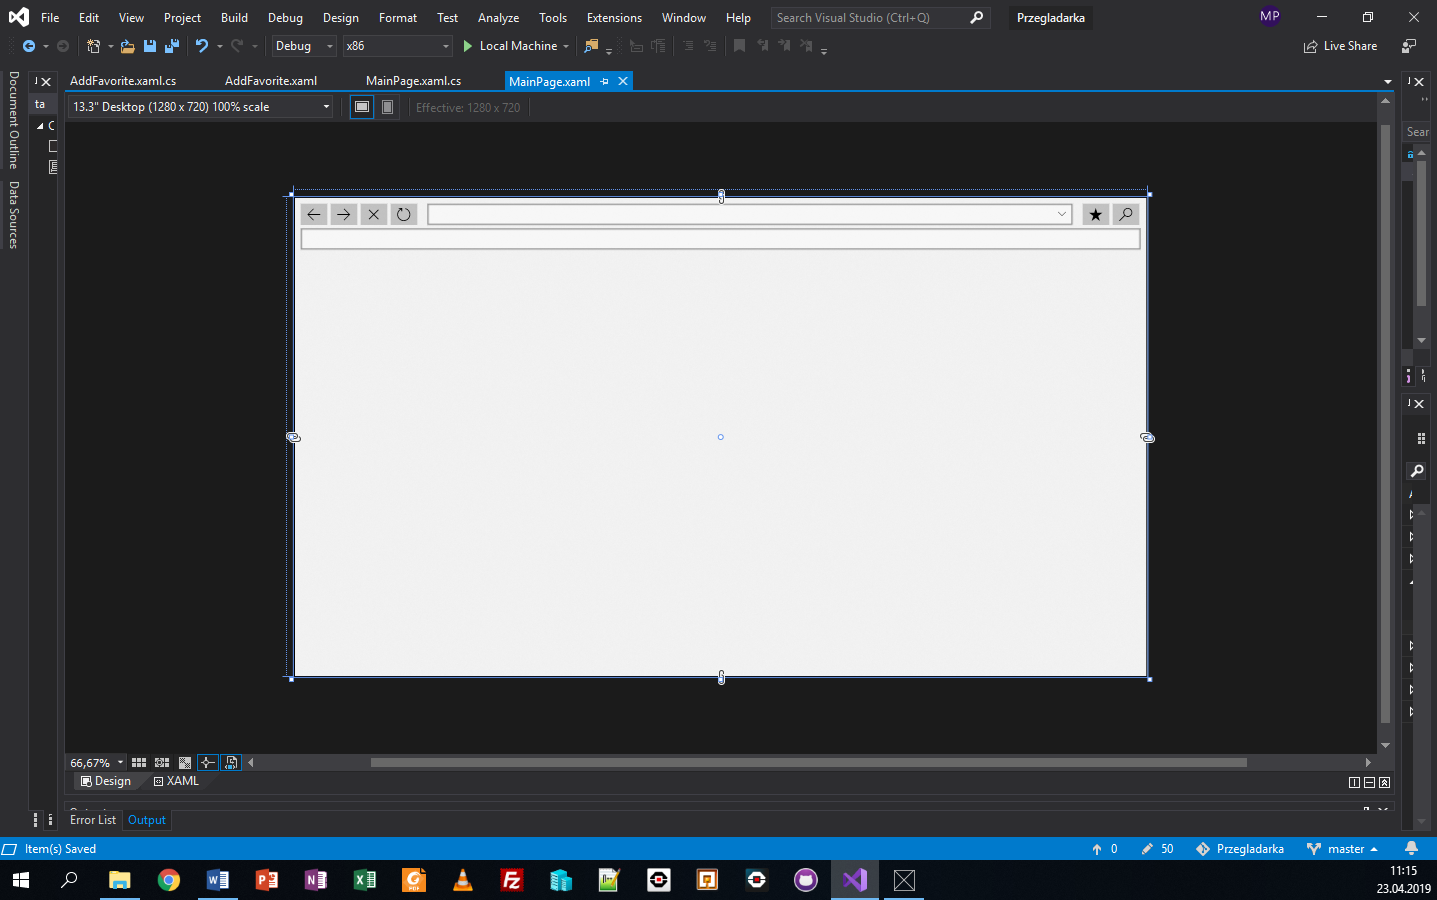 File Edit View Project Build Debug Design Format Test Analyze Tools Extensions Window Help Search Visual Studio (Ctrl+Q) Przegladarka MP
Debug x86 Local Machine Live Share
AddFavorite.xaml.cs AddFavorite.xaml MainPage.xaml.cs MainPage.xaml
13.3" Desktop (1280 x 720) 100% scale Effective: 1280 x 720
Document Outline
Data Sources
ta
Sear
66,67%
Design XAML
Error List Output
Item(s) Saved 0 50 Przegladarka master
11:15
23.04.2019